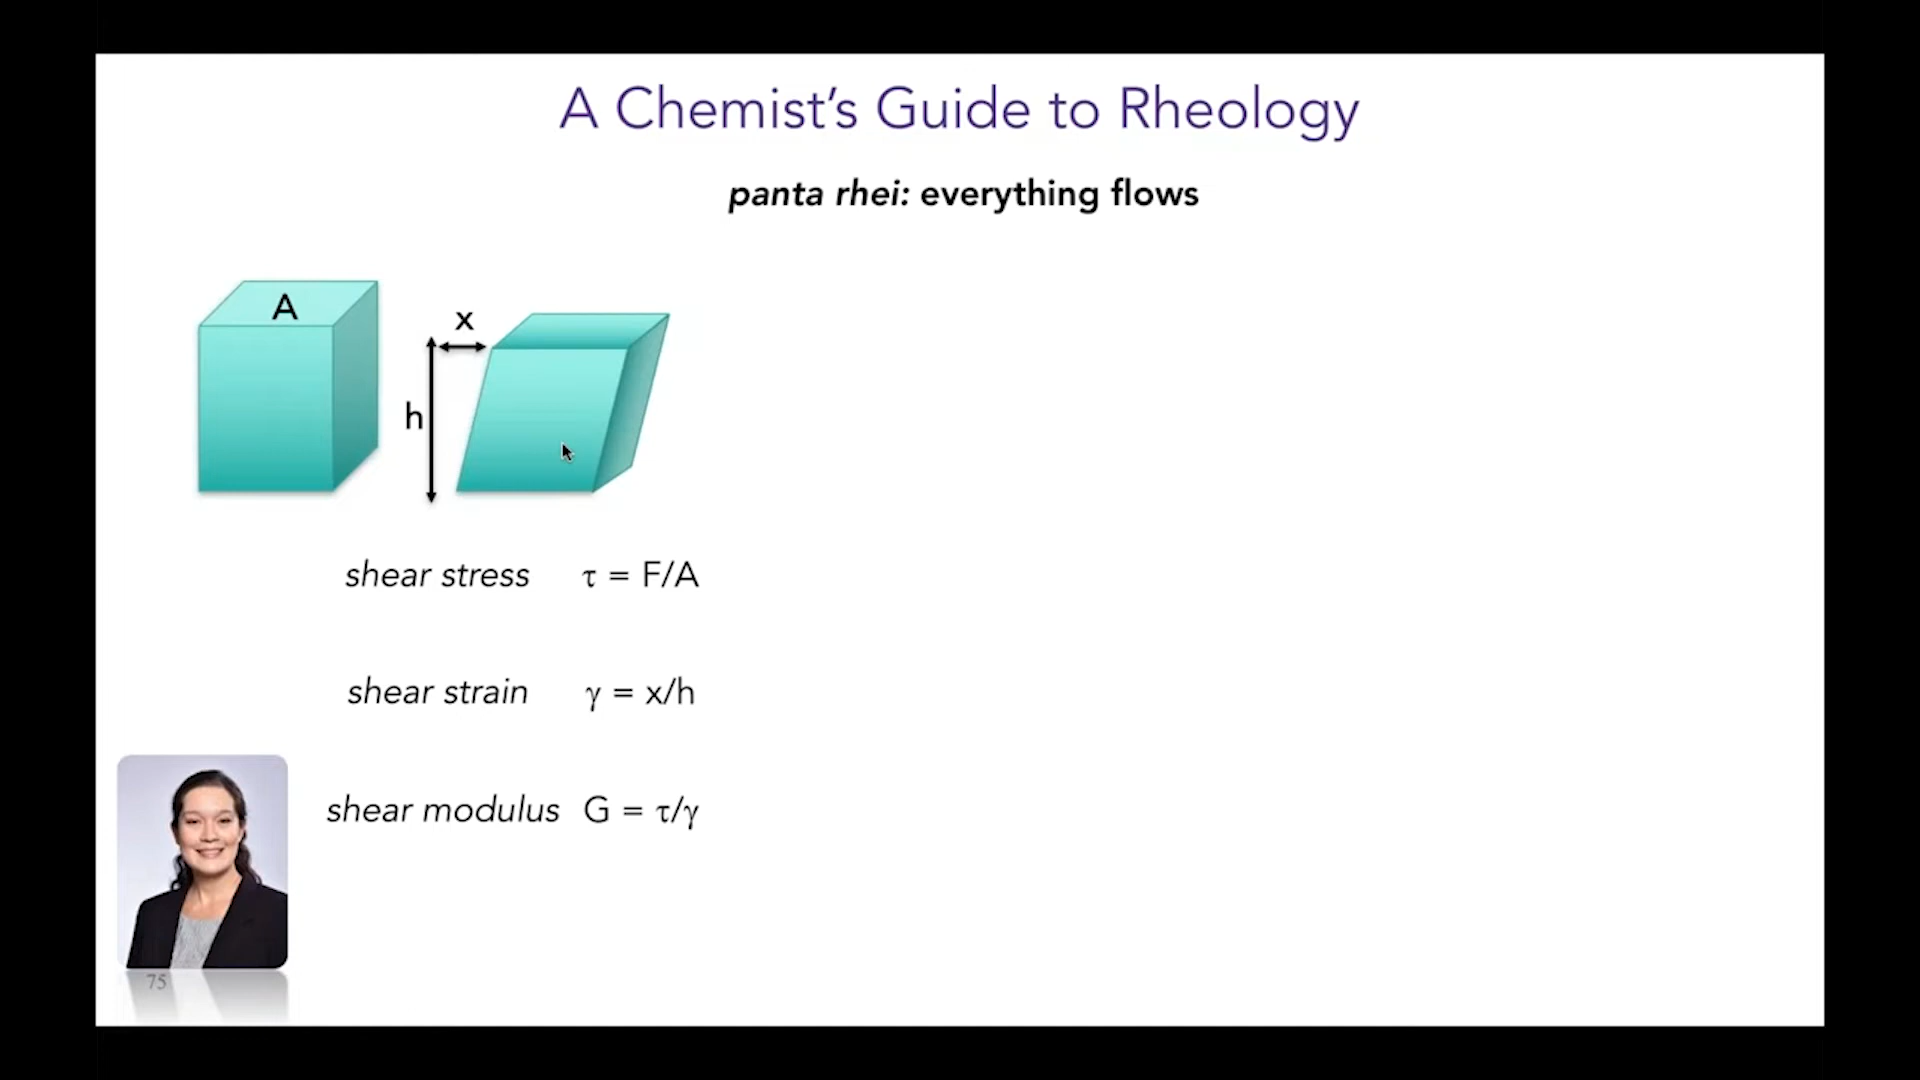 A Chemist’s Guide to Rheology
panta rhei: everything flows
A
x
h
shear stress τ = F/A
shear strain γ = x/h
shear modulus G = τ/γ
75